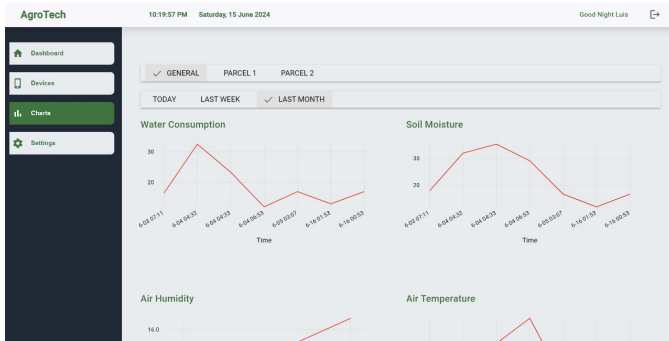 AgroTech
10:19:57 PM Saturday, 15 June 2024
Good Night Luis
Dashboard
Devices
Charts
Settings
GENERAL PARCEL 1 PARCEL 2
TODAY LAST WEEK LAST MONTH
Water Consumption
30
20
6-03 07:11 6-04 04:32 6-04 04:33 6-04 06:53 6-05 03:07 6-16 01:53 6-16 00:53
Time
Soil Moisture
30
20
6-03 07:11 6-04 04:32 6-04 04:33 6-04 06:53 6-05 03:07 6-16 01:53 6-16 00:53
Time
Air Humidity
16.0
Air Temperature